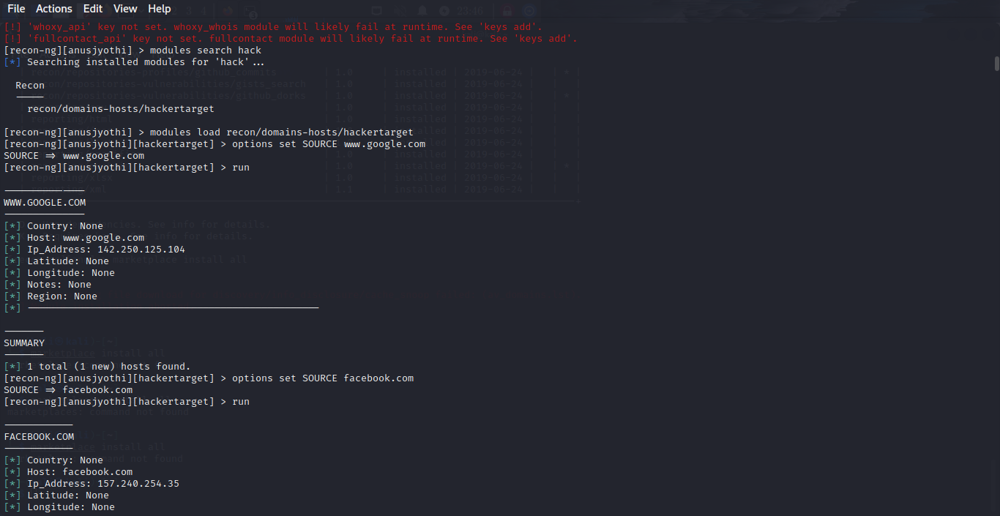 File Actions Edit View Help
[!] 'whoxy_api' key not set. whoxy_whois module will likely fail at runtime. See 'keys add'.
[!] 'fullcontact_api' key not set. fullcontact module will likely fail at runtime. See 'keys add'.
[recon-ng][anusjyothi] > modules search hack
[*] Searching installed modules for 'hack'...
Recon
-----
recon/domains-hosts/hackertarget
[recon-ng][anusjyothi] > modules load recon/domains-hosts/hackertarget
[recon-ng][anusjyothi][hackertarget] > options set SOURCE www.google.com
SOURCE => www.google.com
[recon-ng][anusjyothi][hackertarget] > run
--------------
WWW.GOOGLE.COM
--------------
[*] Country: None
[*] Host: www.google.com
[*] Ip_Address: 142.250.125.104
[*] Latitude: None
[*] Longitude: None
[*] Notes: None
[*] Region: None
[*] --------------------------------------------------
-------
SUMMARY
-------
[*] 1 total (1 new) hosts found.
[recon-ng][anusjyothi][hackertarget] > options set SOURCE facebook.com
SOURCE => facebook.com
[recon-ng][anusjyothi][hackertarget] > run
------------
FACEBOOK.COM
------------
[*] Country: None
[*] Host: facebook.com
[*] Ip_Address: 157.240.254.35
[*] Latitude: None
[*] Longitude: None